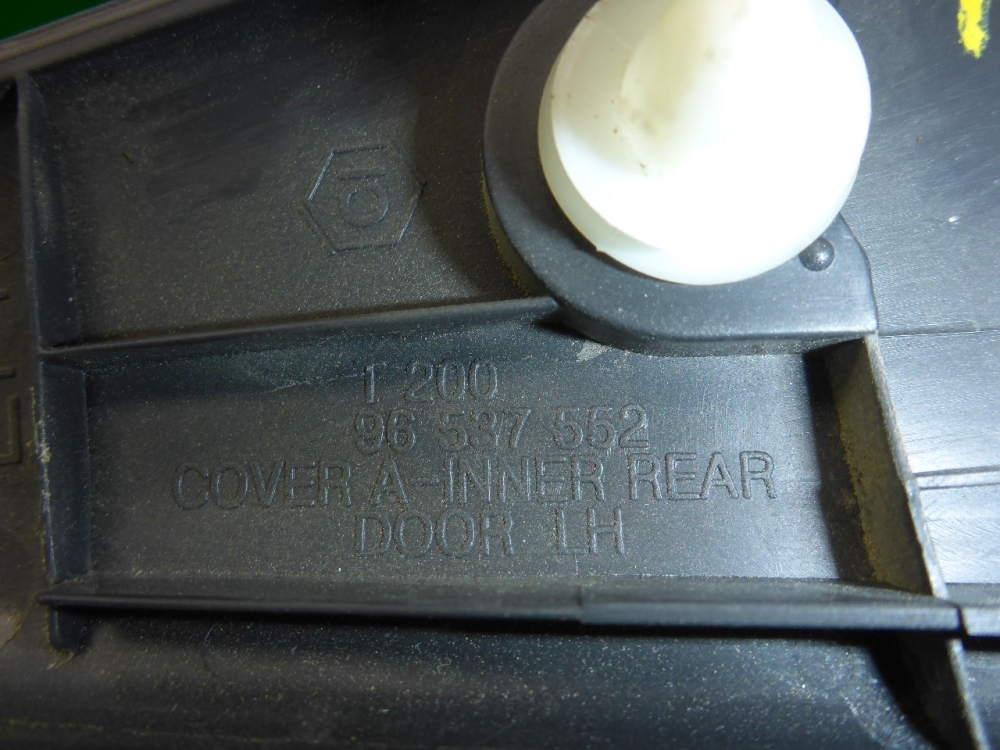 T 200
96 537 552
COVER A-INNER REAR
DOOR LH